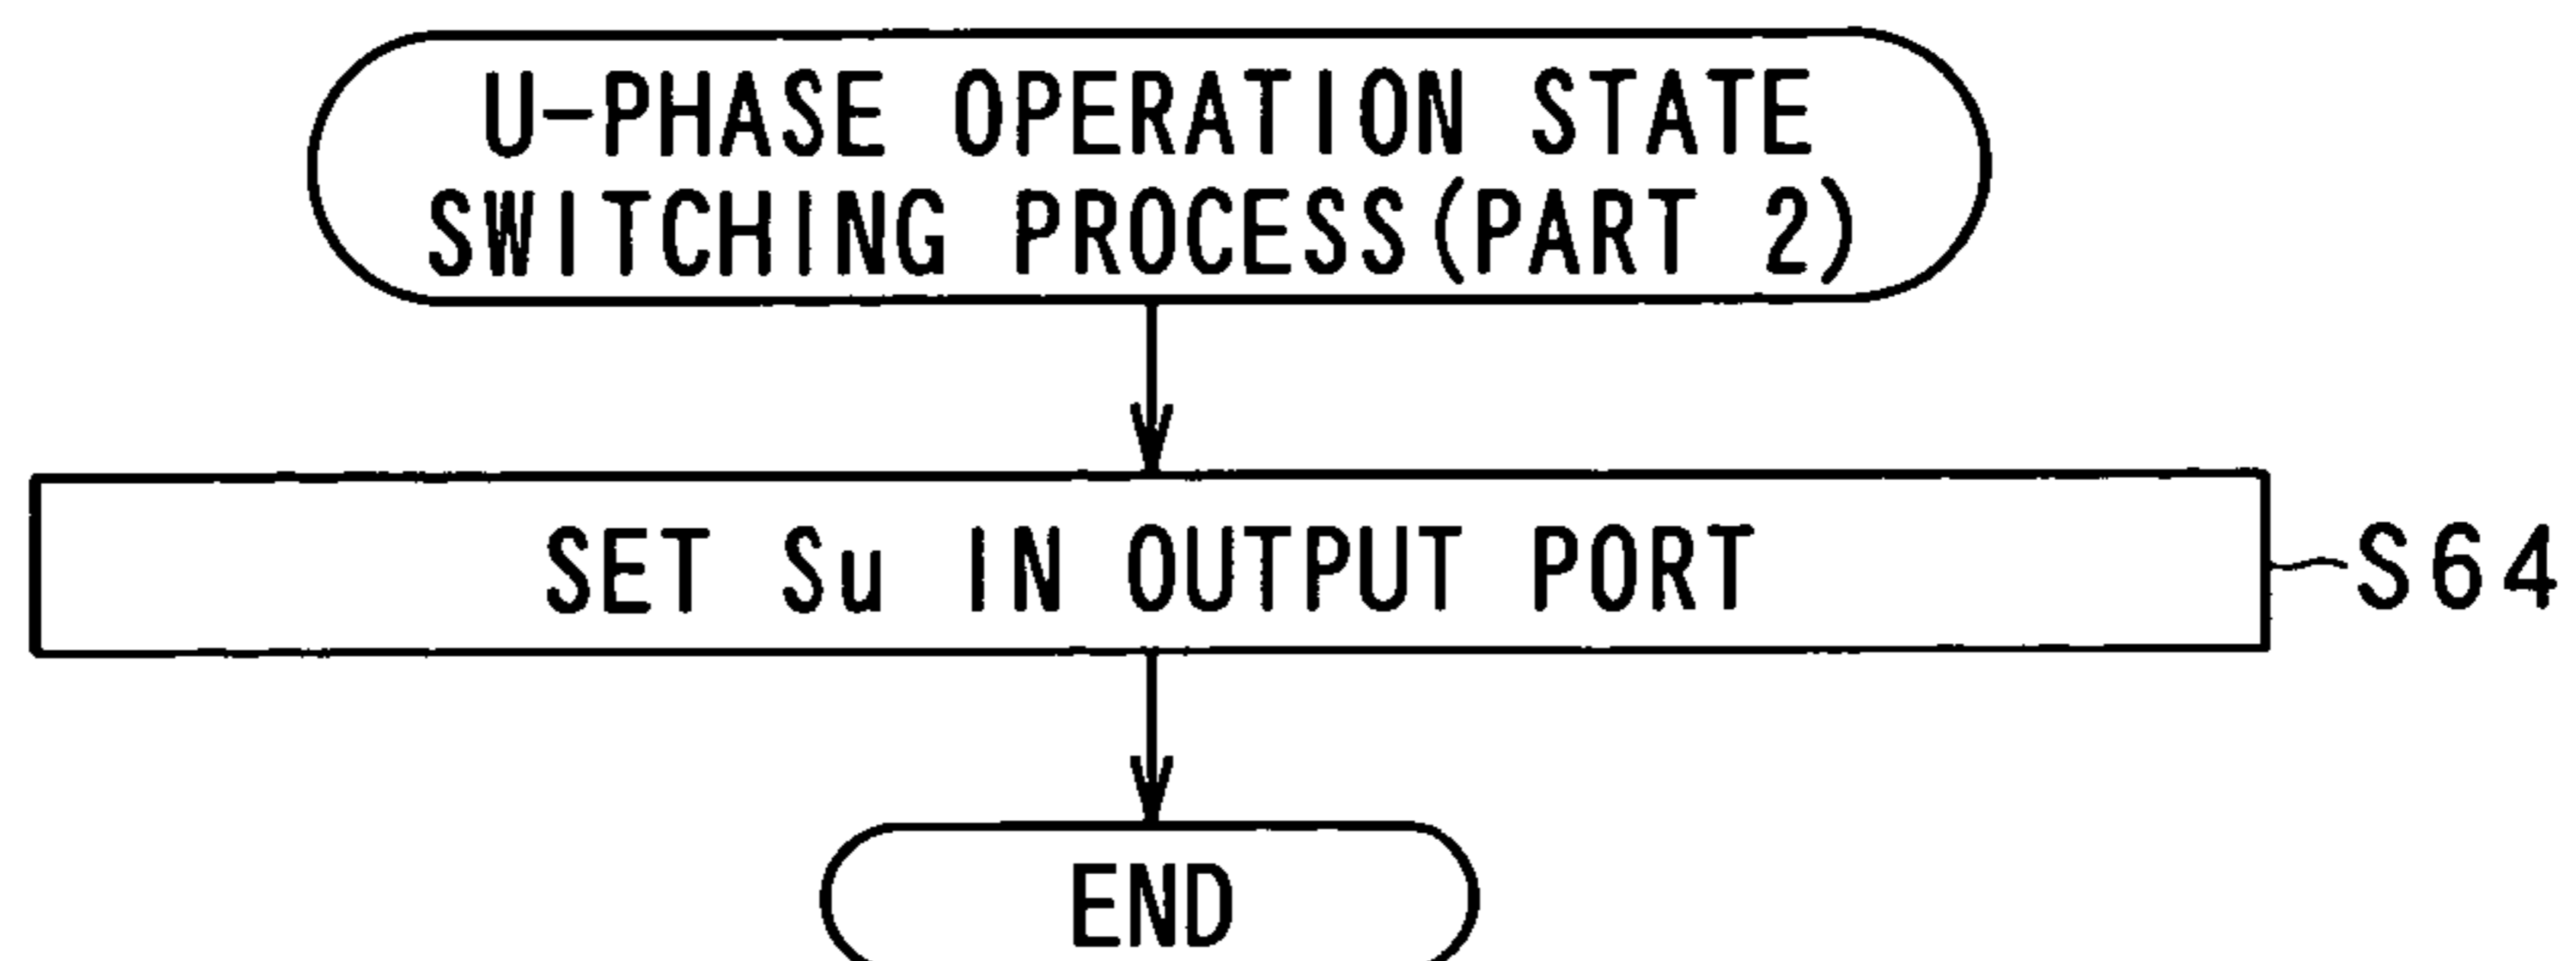 U-PHASE OPERATION STATE
SWITCHING PROCESS(PART 2)
SET Su IN OUTPUT PORT
S64
END